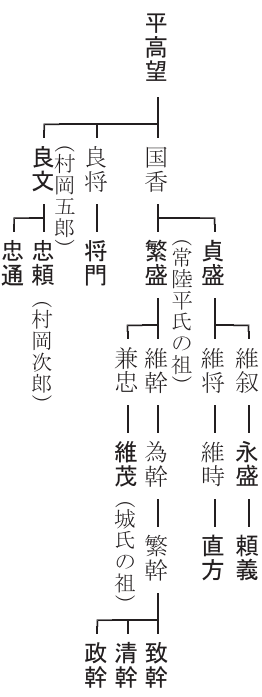 平高望
国香
良将
良文
(村岡五郎)
貞盛
繁盛
(常陸平氏の祖)
将門
忠頼
(村岡次郎)
忠通
維叙
維将
維幹
兼忠
永盛
維時
為幹
維茂
(城氏の祖)
頼義
直方
繁幹
致幹
清幹
政幹